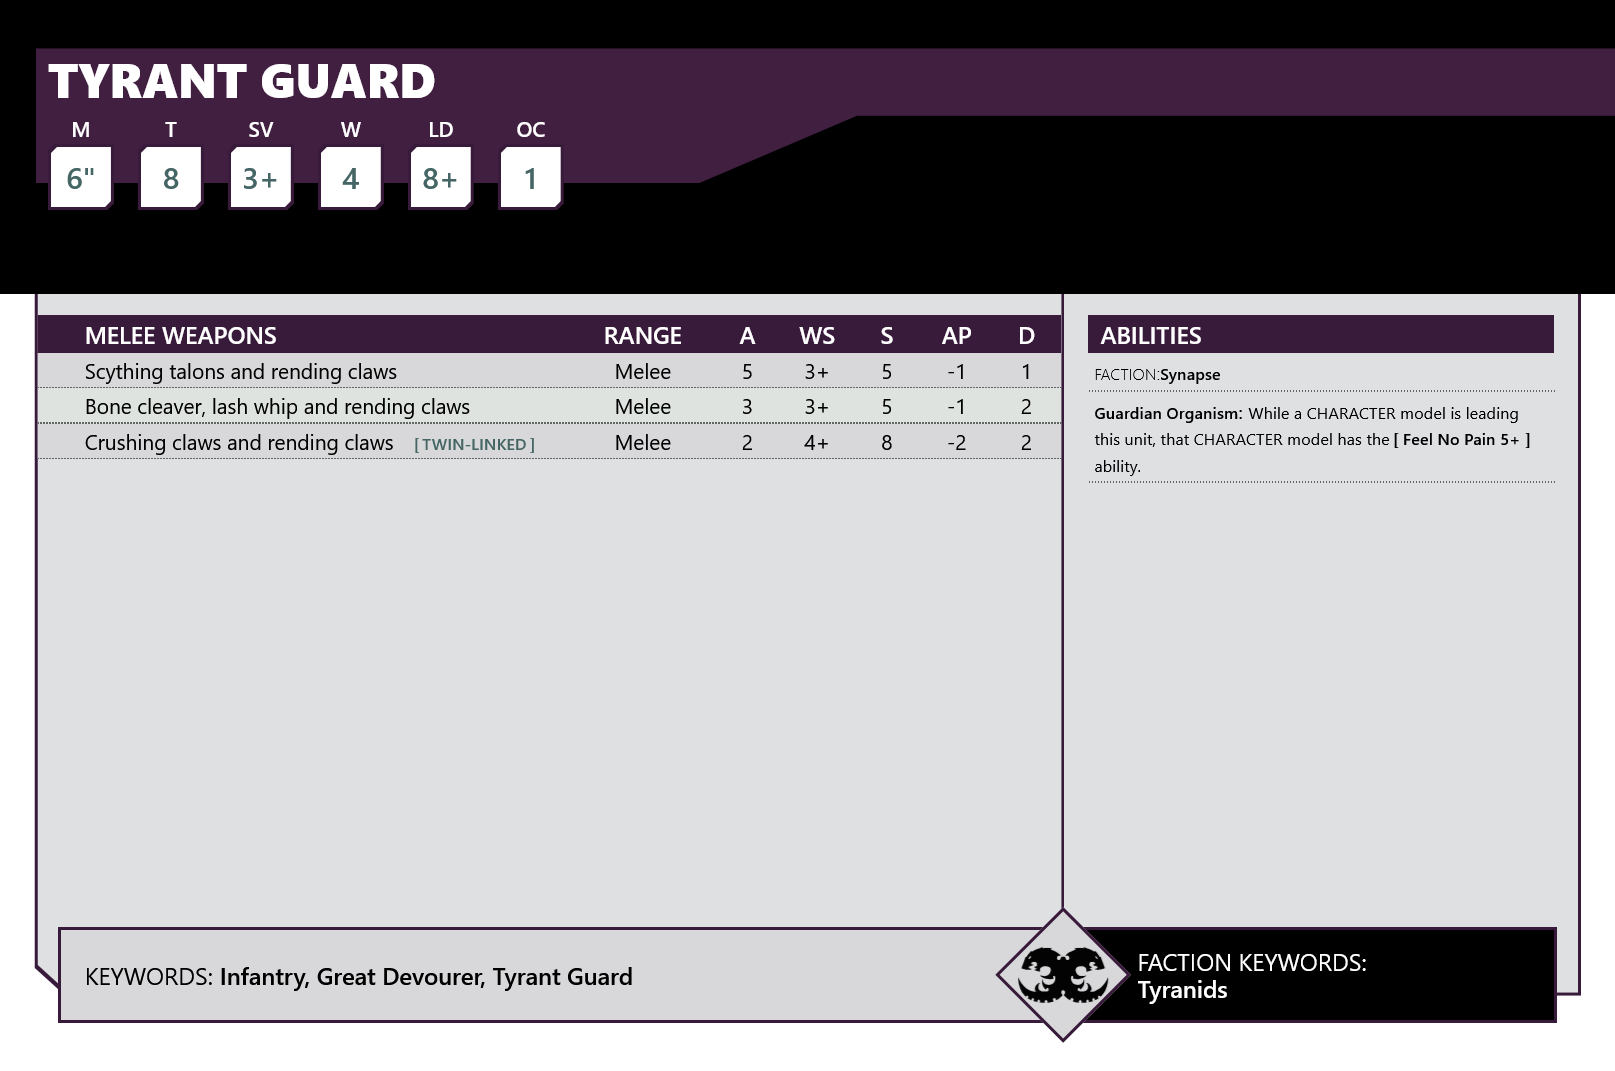 TYRANT GUARD
M T SV W LD OC
6" 8 3+ 4 8+ 1
MELEE WEAPONS RANGE A WS S AP D
Scything talons and rending claws Melee 5 3+ 5 -1 1
Bone cleaver, lash whip and rending claws Melee 3 3+ 5 -1 2
Crushing claws and rending claws [TWIN-LINKED] Melee 2 4+ 8 -2 2
ABILITIES
FACTION:Synapse
Guardian Organism: While a CHARACTER model is leading
this unit, that CHARACTER model has the [ Feel No Pain 5+ ]
ability.
KEYWORDS: Infantry, Great Devourer, Tyrant Guard
FACTION KEYWORDS:
Tyranids